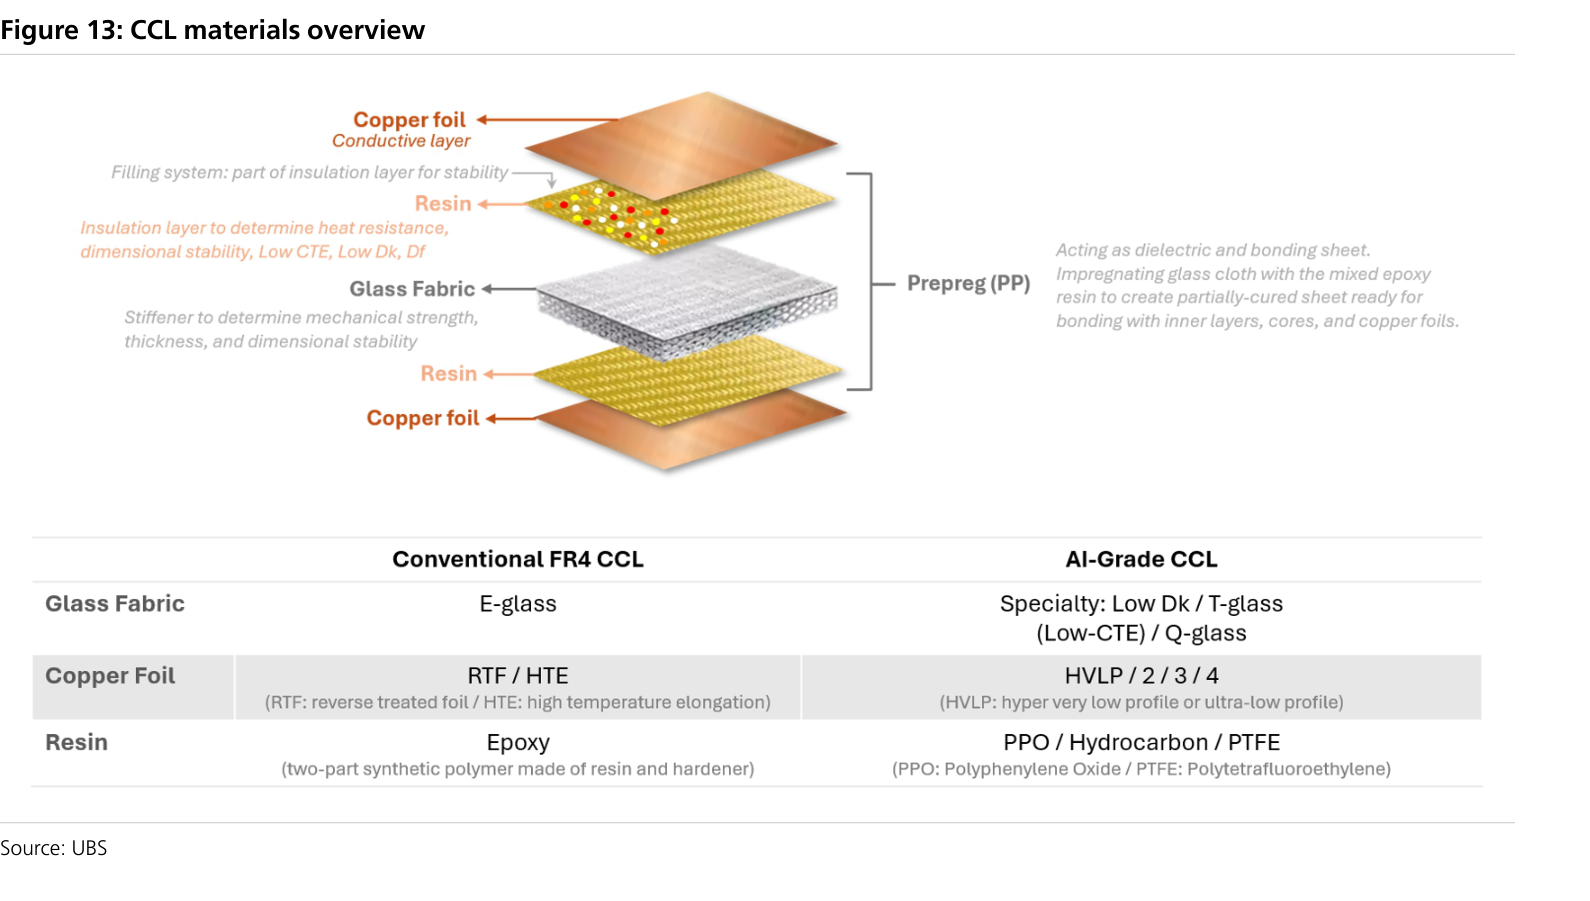 Figure 13: CCL materials overview
Copper foil
Conductive layer
Filling system: part of insulation layer for stability
Resin
Insulation layer to determine heat resistance,
dimensional stability, Low CTE, Low Dk, Df
Glass Fabric
Stiffener to determine mechanical strength,
thickness, and dimensional stability
Resin
Copper foil
Prepreg (PP)
Acting as dielectric and bonding sheet.
Impregnating glass cloth with the mixed epoxy
resin to create partially-cured sheet ready for
bonding with inner layers, cores, and copper foils.
Conventional FR4 CCL AI-Grade CCL
Glass Fabric E-glass Specialty: Low Dk / T-glass
(Low-CTE) / Q-glass
Copper Foil RTF / HTE HVLP / 2 / 3 / 4
(RTF: reverse treated foil / HTE: high temperature elongation) (HVLP: hyper very low profile or ultra-low profile)
Resin Epoxy PPO / Hydrocarbon / PTFE
(two-part synthetic polymer made of resin and hardener) (PPO: Polyphenylene Oxide / PTFE: Polytetrafluoroethylene)
Source: UBS